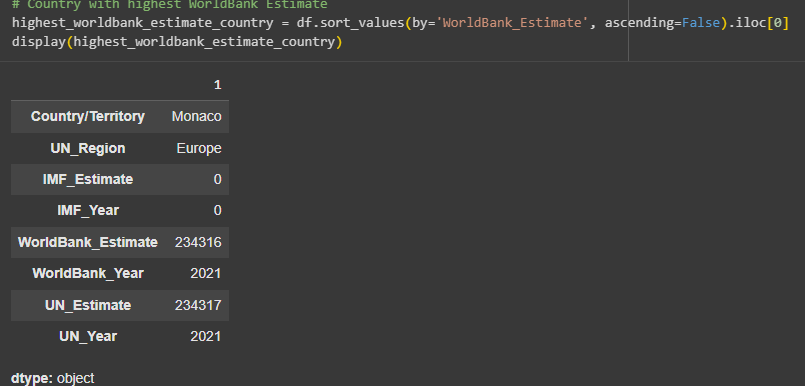 # Country with highest WorldBank Estimate
highest_worldbank_estimate_country = df.sort_values(by='WorldBank_Estimate', ascending=False).iloc[0]
display(highest_worldbank_estimate_country)
1
Country/Territory Monaco
UN_Region Europe
IMF_Estimate 0
IMF_Year 0
WorldBank_Estimate 234316
WorldBank_Year 2021
UN_Estimate 234317
UN_Year 2021
dtype: object